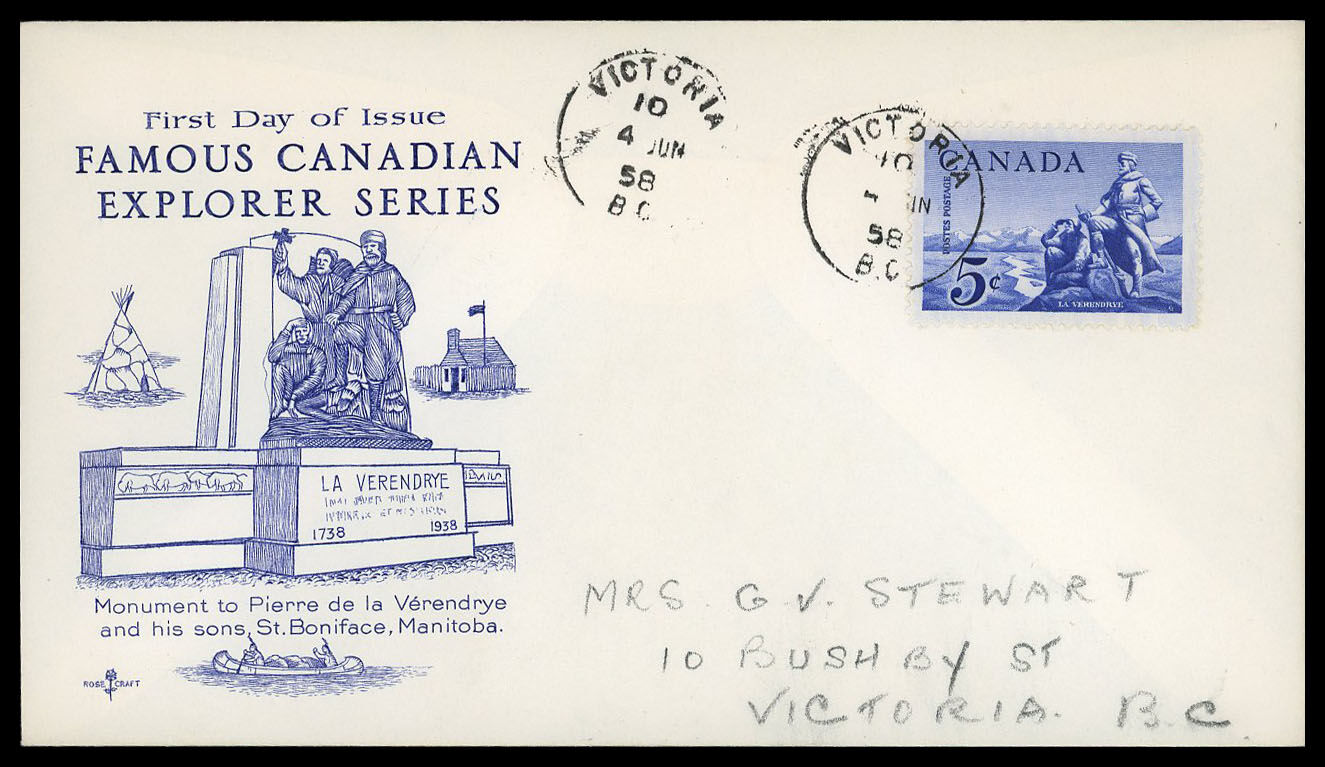 First Day of Issue
FAMOUS CANADIAN
EXPLORER SERIES
LA VERENDRYE
1738 1938
Monument to Pierre de la Vérendrye
and his sons, St. Boniface, Manitoba.
ROSE CRAFT
VICTORIA
10
4 JUN
58
B.C
VICTORIA
10
58
B.C
CANADA
POSTES POSTAGE
5¢
LA VERENDRYE
MRS. G. V. STEWART
10 BUSHBY ST
VICTORIA. B.C